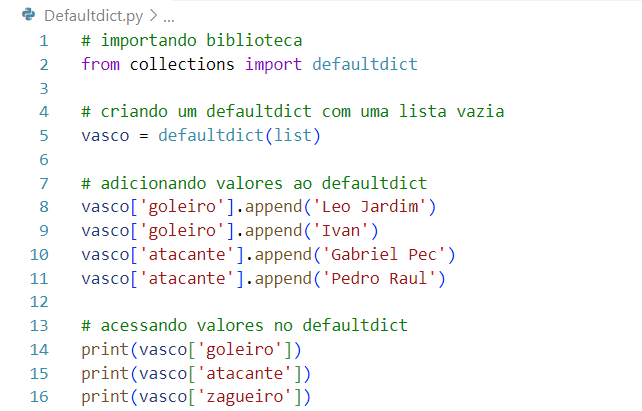 Defaultdict.py > ...
1 # importando biblioteca
2 from collections import defaultdict
3
4 # criando um defaultdict com uma lista vazia
5 vasco = defaultdict(list)
6
7 # adicionando valores ao defaultdict
8 vasco['goleiro'].append('Leo Jardim')
9 vasco['goleiro'].append('Ivan')
10 vasco['atacante'].append('Gabriel Pec')
11 vasco['atacante'].append('Pedro Raul')
12
13 # acessando valores no defaultdict
14 print(vasco['goleiro'])
15 print(vasco['atacante'])
16 print(vasco['zagueiro'])